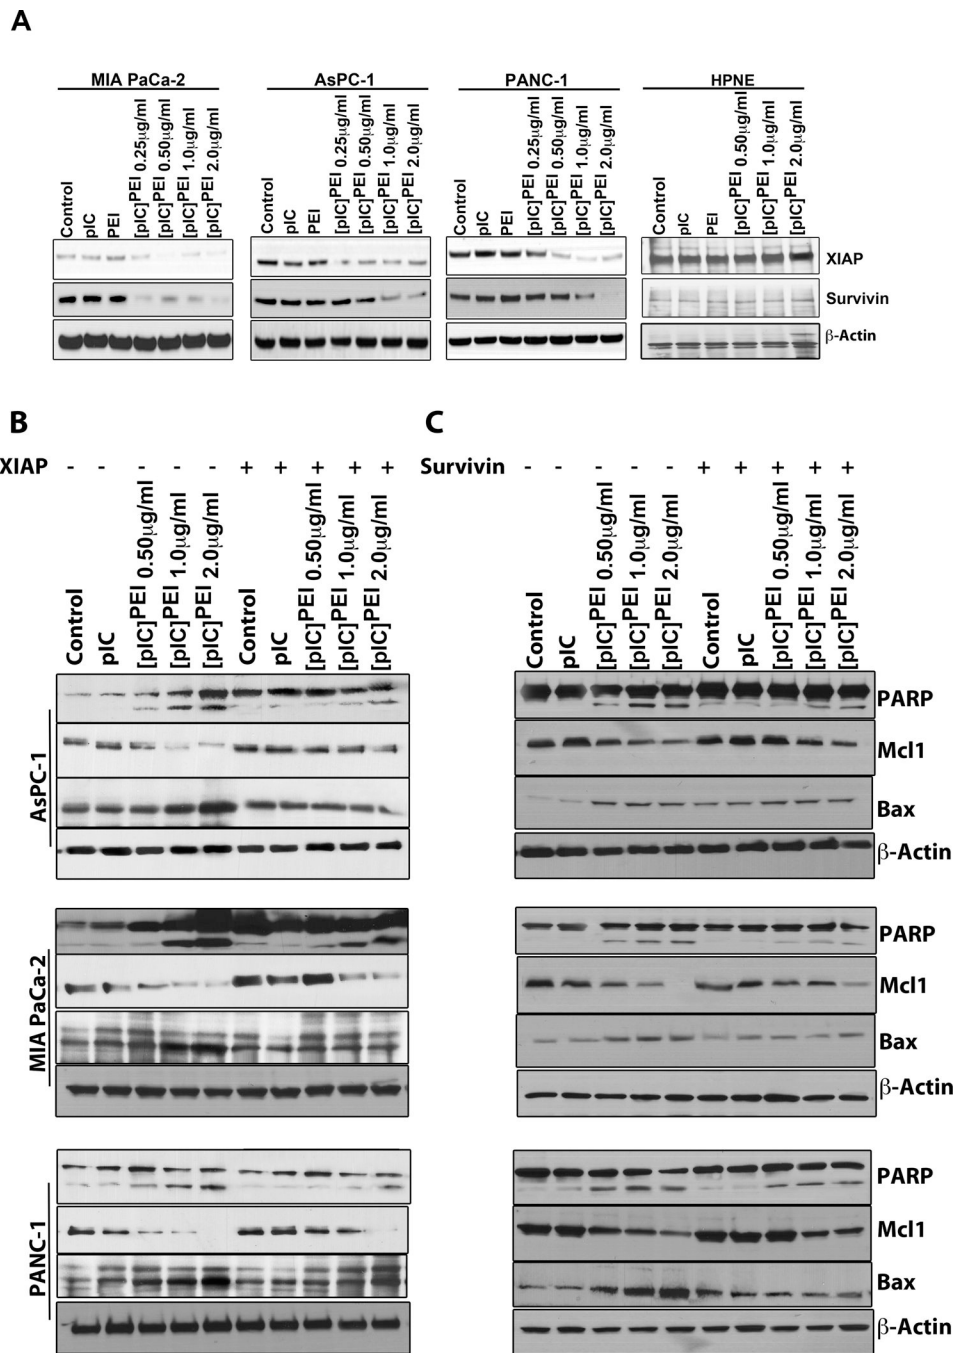 A
MIA PaCa-2 AsPC-1 PANC-1 HPNE
Control pIC PEI [pIC]PEI 0.25µg/ml [pIC]PEI 0.50µg/ml [pIC]PEI 1.0µg/ml [pIC]PEI 2.0µg/ml
Control pIC PEI [pIC]PEI 0.25µg/ml [pIC]PEI 0.50µg/ml [pIC]PEI 1.0µg/ml [pIC]PEI 2.0µg/ml
Control pIC PEI [pIC]PEI 0.25µg/ml [pIC]PEI 0.50µg/ml [pIC]PEI 1.0µg/ml [pIC]PEI 2.0µg/ml
Control pIC PEI [pIC]PEI 0.50µg/ml [pIC]PEI 1.0µg/ml [pIC]PEI 2.0µg/ml
XIAP
Survivin
β-Actin
B
XIAP - - - - - + + + + +
Control pIC [pIC]PEI 0.50µg/ml [pIC]PEI 1.0µg/ml [pIC]PEI 2.0µg/ml Control pIC [pIC]PEI 0.50µg/ml [pIC]PEI 1.0µg/ml [pIC]PEI 2.0µg/ml
AsPC-1
MIA PaCa-2
PANC-1
C
Survivin - - - - - + + + + +
Control pIC [pIC]PEI 0.50µg/ml [pIC]PEI 1.0µg/ml [pIC]PEI 2.0µg/ml Control pIC [pIC]PEI 0.50µg/ml [pIC]PEI 1.0µg/ml [pIC]PEI 2.0µg/ml
PARP
Mcl1
Bax
β-Actin
PARP
Mcl1
Bax
β-Actin
PARP
Mcl1
Bax
β-Actin